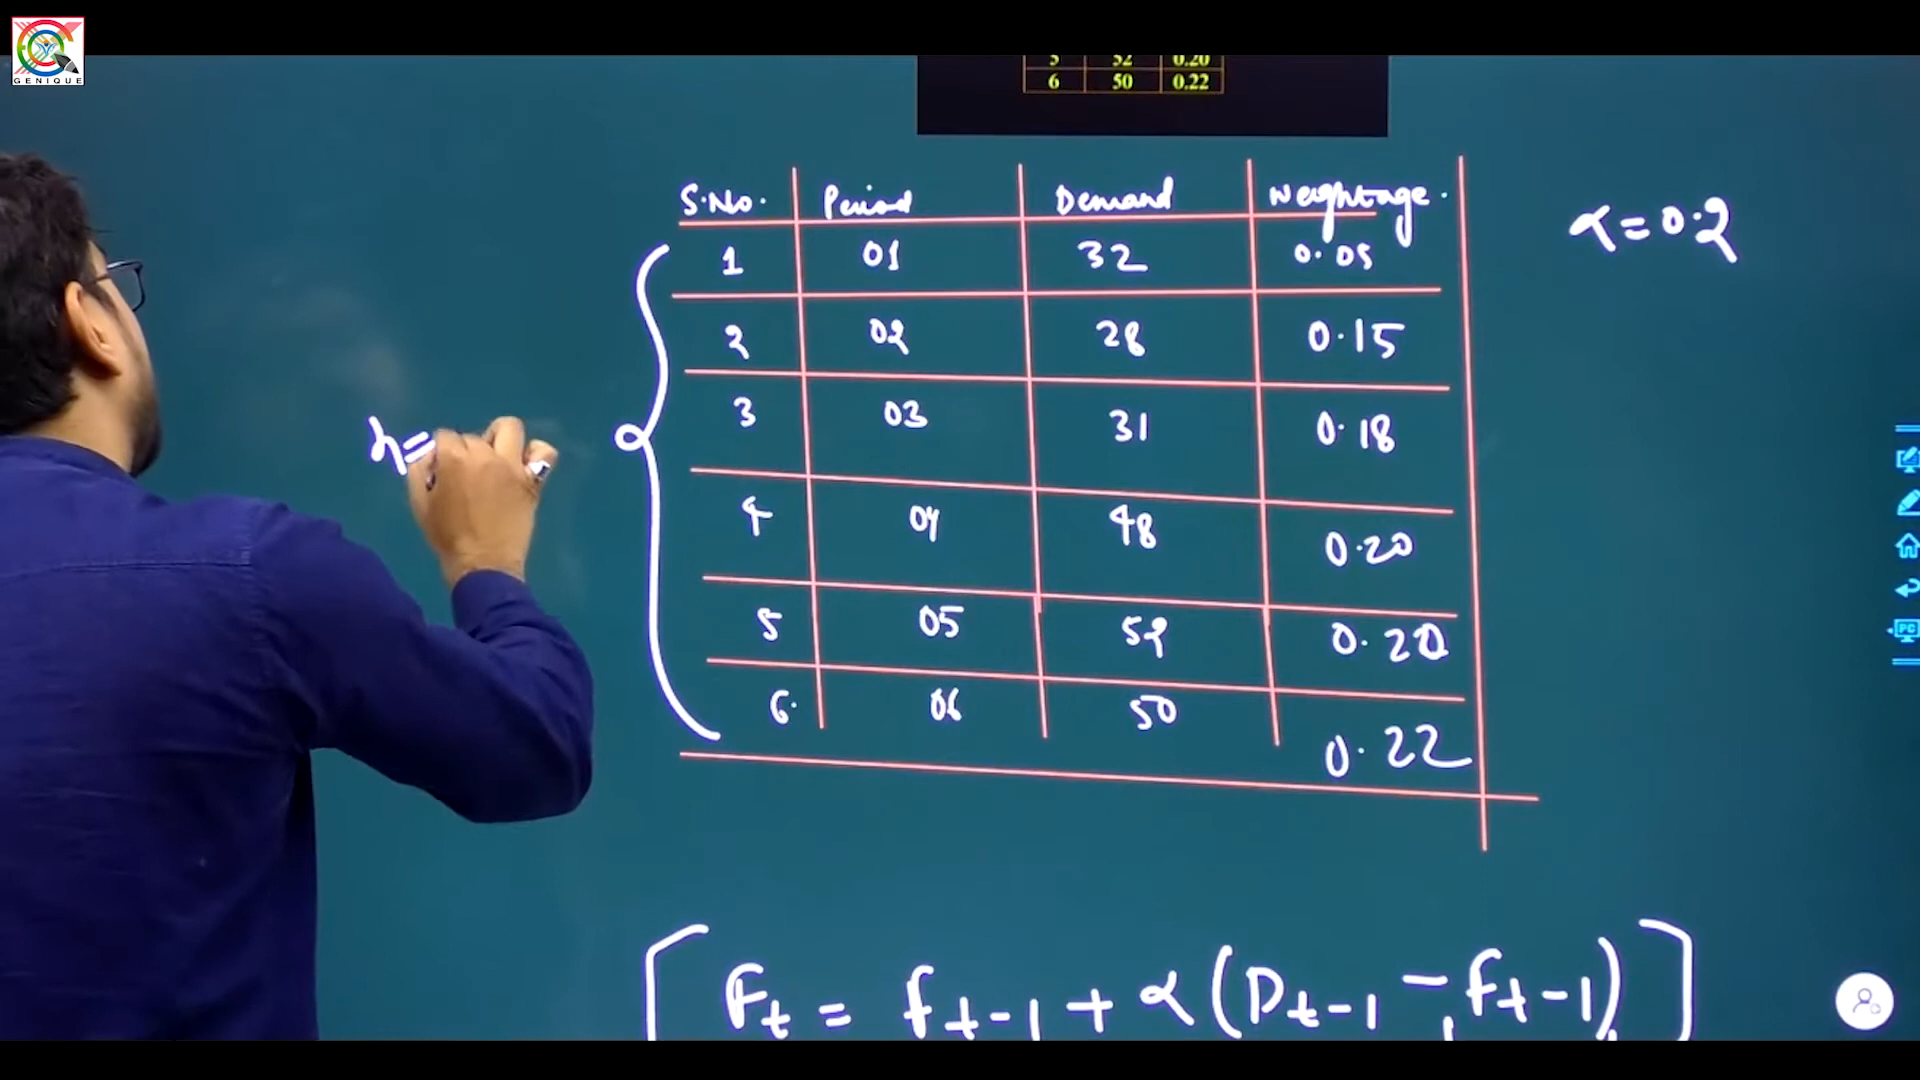 GENIQUE
5 52 0.20
6 50 0.22
S.No. Period Demand Weightage.
α=0.2
1 01 32 0.05
2 02 28 0.15
3 03 31 0.18
n=
4 04 48 0.20
5 05 52 0.20
6. 06 50 0.22
Ft = ft-1 + α (Dt-1 - ft-1)
PC